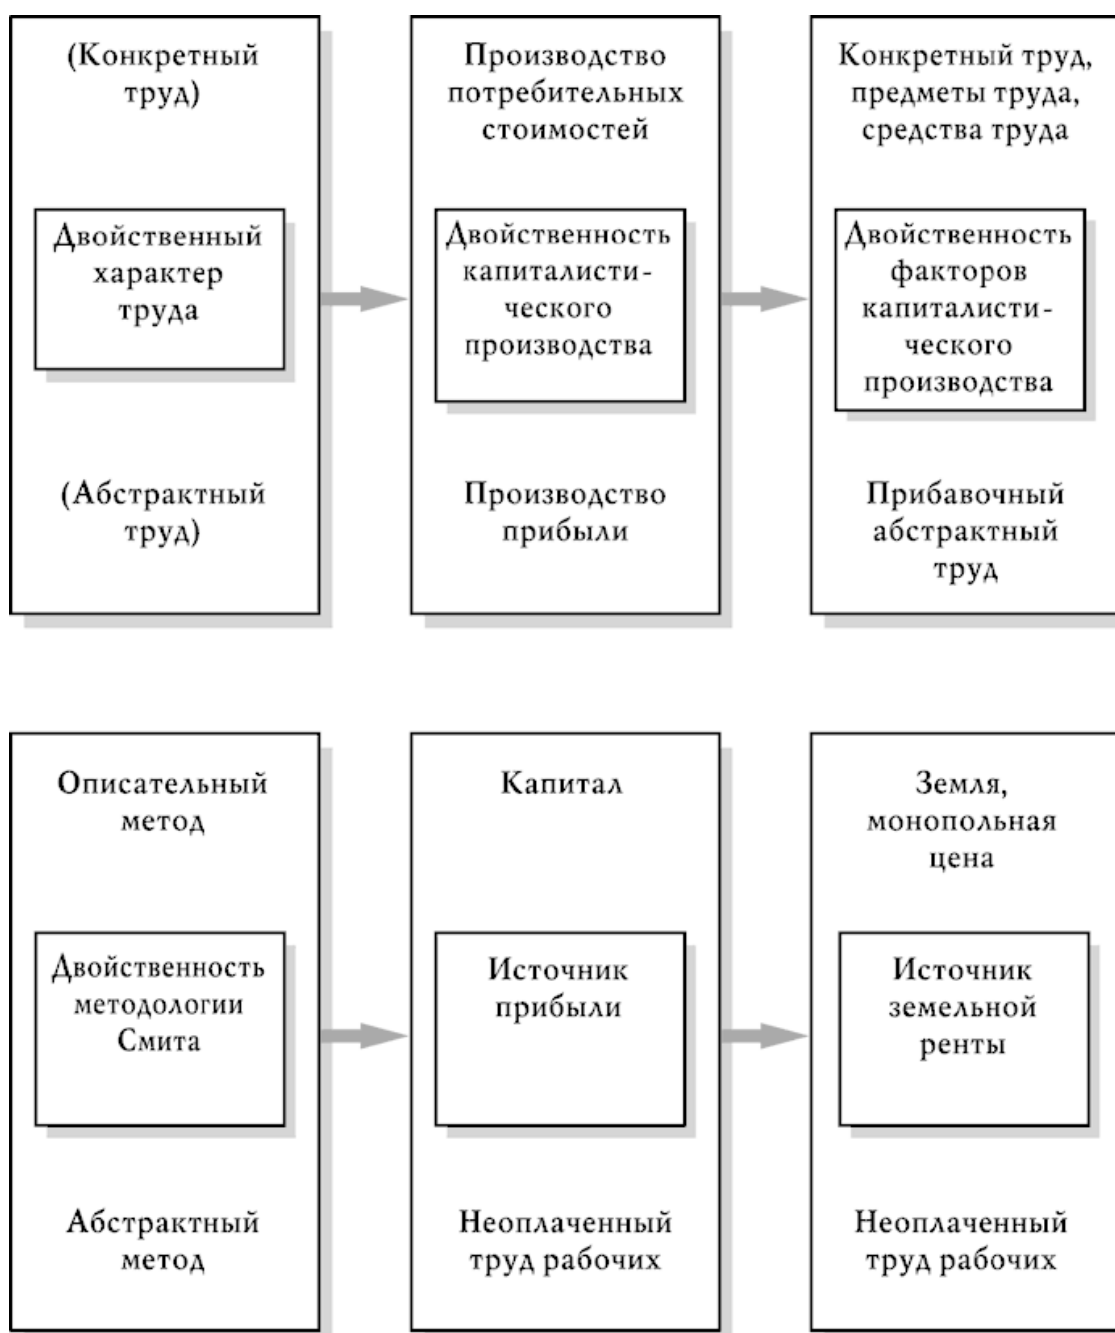 (Конкретный
труд)
Двойственный
характер
труда
(Абстрактный
труд)
Производство
потребительных
стоимостей
Двойственность
капиталисти-
ческого
производства
Производство
прибыли
Конкретный труд,
предметы труда,
средства труда
Двойственность
факторов
капиталисти-
ческого
производства
Прибавочный
абстрактный
труд
Описательный
метод
Двойственность
методологии
Смита
Абстрактный
метод
Капитал
Источник
прибыли
Неоплаченный
труд рабочих
Земля,
монопольная
цена
Источник
земельной
ренты
Неоплаченный
труд рабочих